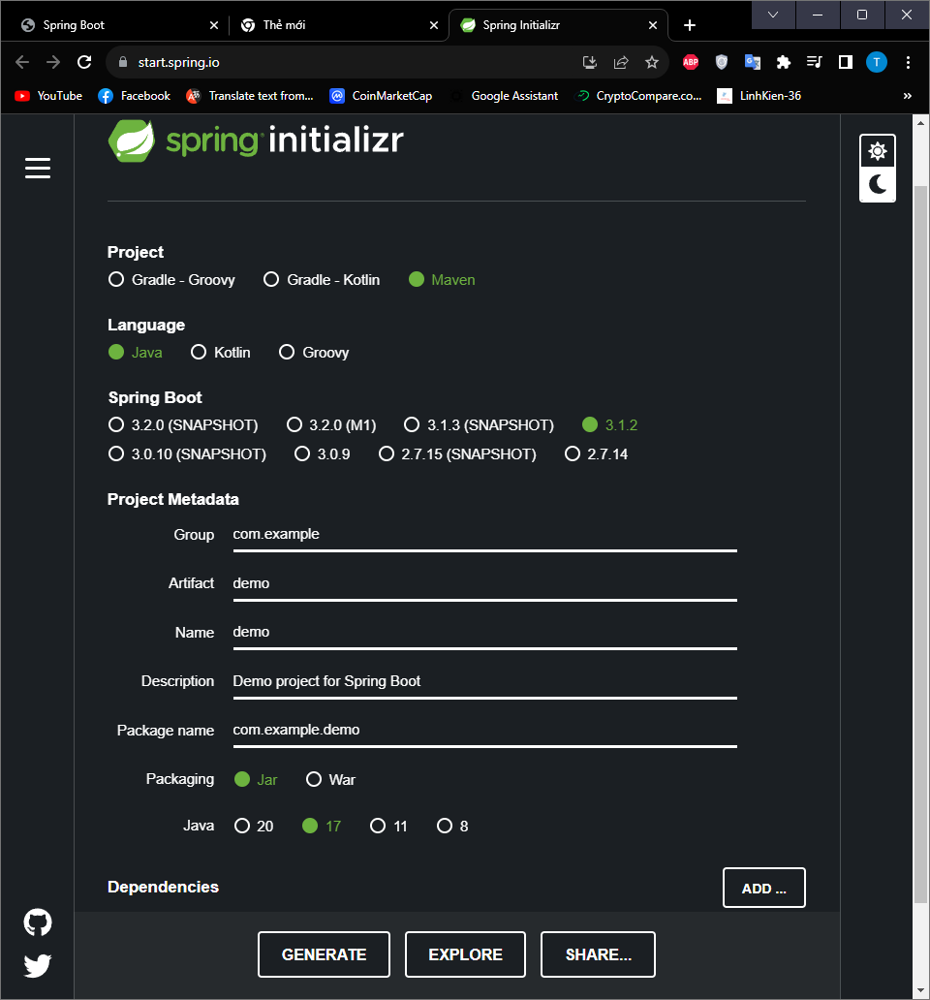 Spring Boot
Thẻ mới
Spring Initializr
start.spring.io
ABP
T
YouTube
Facebook
Translate text from...
CoinMarketCap
Google Assistant
CryptoCompare.co...
LinhKien-36
»
spring initializr
Project
Gradle - Groovy
Gradle - Kotlin
Maven
Language
Java
Kotlin
Groovy
Spring Boot
3.2.0 (SNAPSHOT) 3.2.0 (M1) 3.1.3 (SNAPSHOT) 3.1.2
3.0.10 (SNAPSHOT) 3.0.9 2.7.15 (SNAPSHOT) 2.7.14
Project Metadata
Group com.example
Artifact demo
Name demo
Description Demo project for Spring Boot
Package name com.example.demo
Packaging Jar War
Java 20 17 11 8
Dependencies
ADD ...
GENERATE
EXPLORE
SHARE...